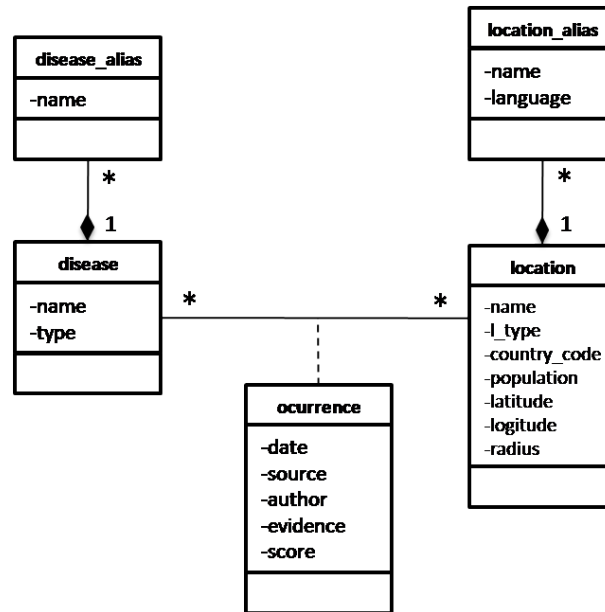 disease_alias
-name
*
1
disease
-name
-type
*
location_alias
-name
-language
*
1
location
-name
-l_type
-country_code
-population
-latitude
-logitude
-radius
*
ocurrence
-date
-source
-author
-evidence
-score